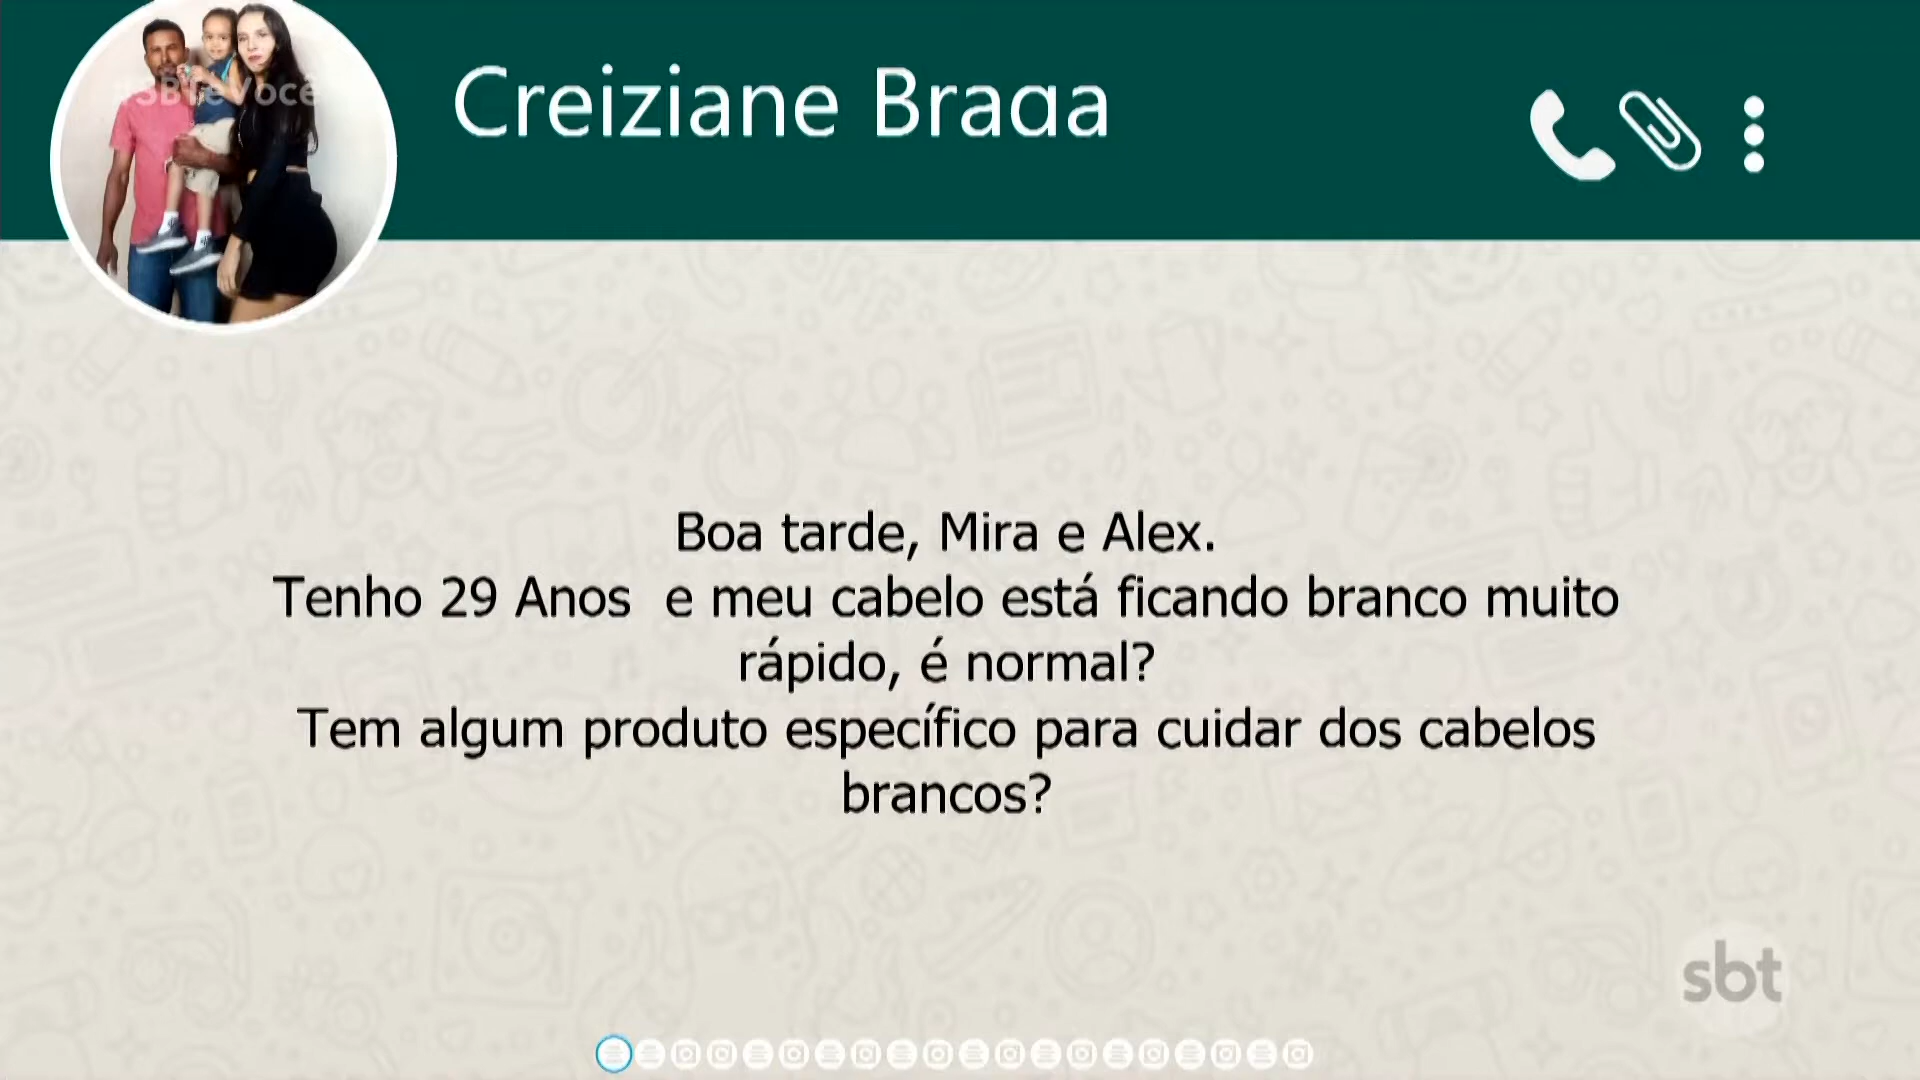 #SBTeVocê
Creiziane Braga
Boa tarde, Mira e Alex.
Tenho 29 Anos  e meu cabelo está ficando branco muito
rápido, é normal?
Tem algum produto específico para cuidar dos cabelos
brancos?
sbt